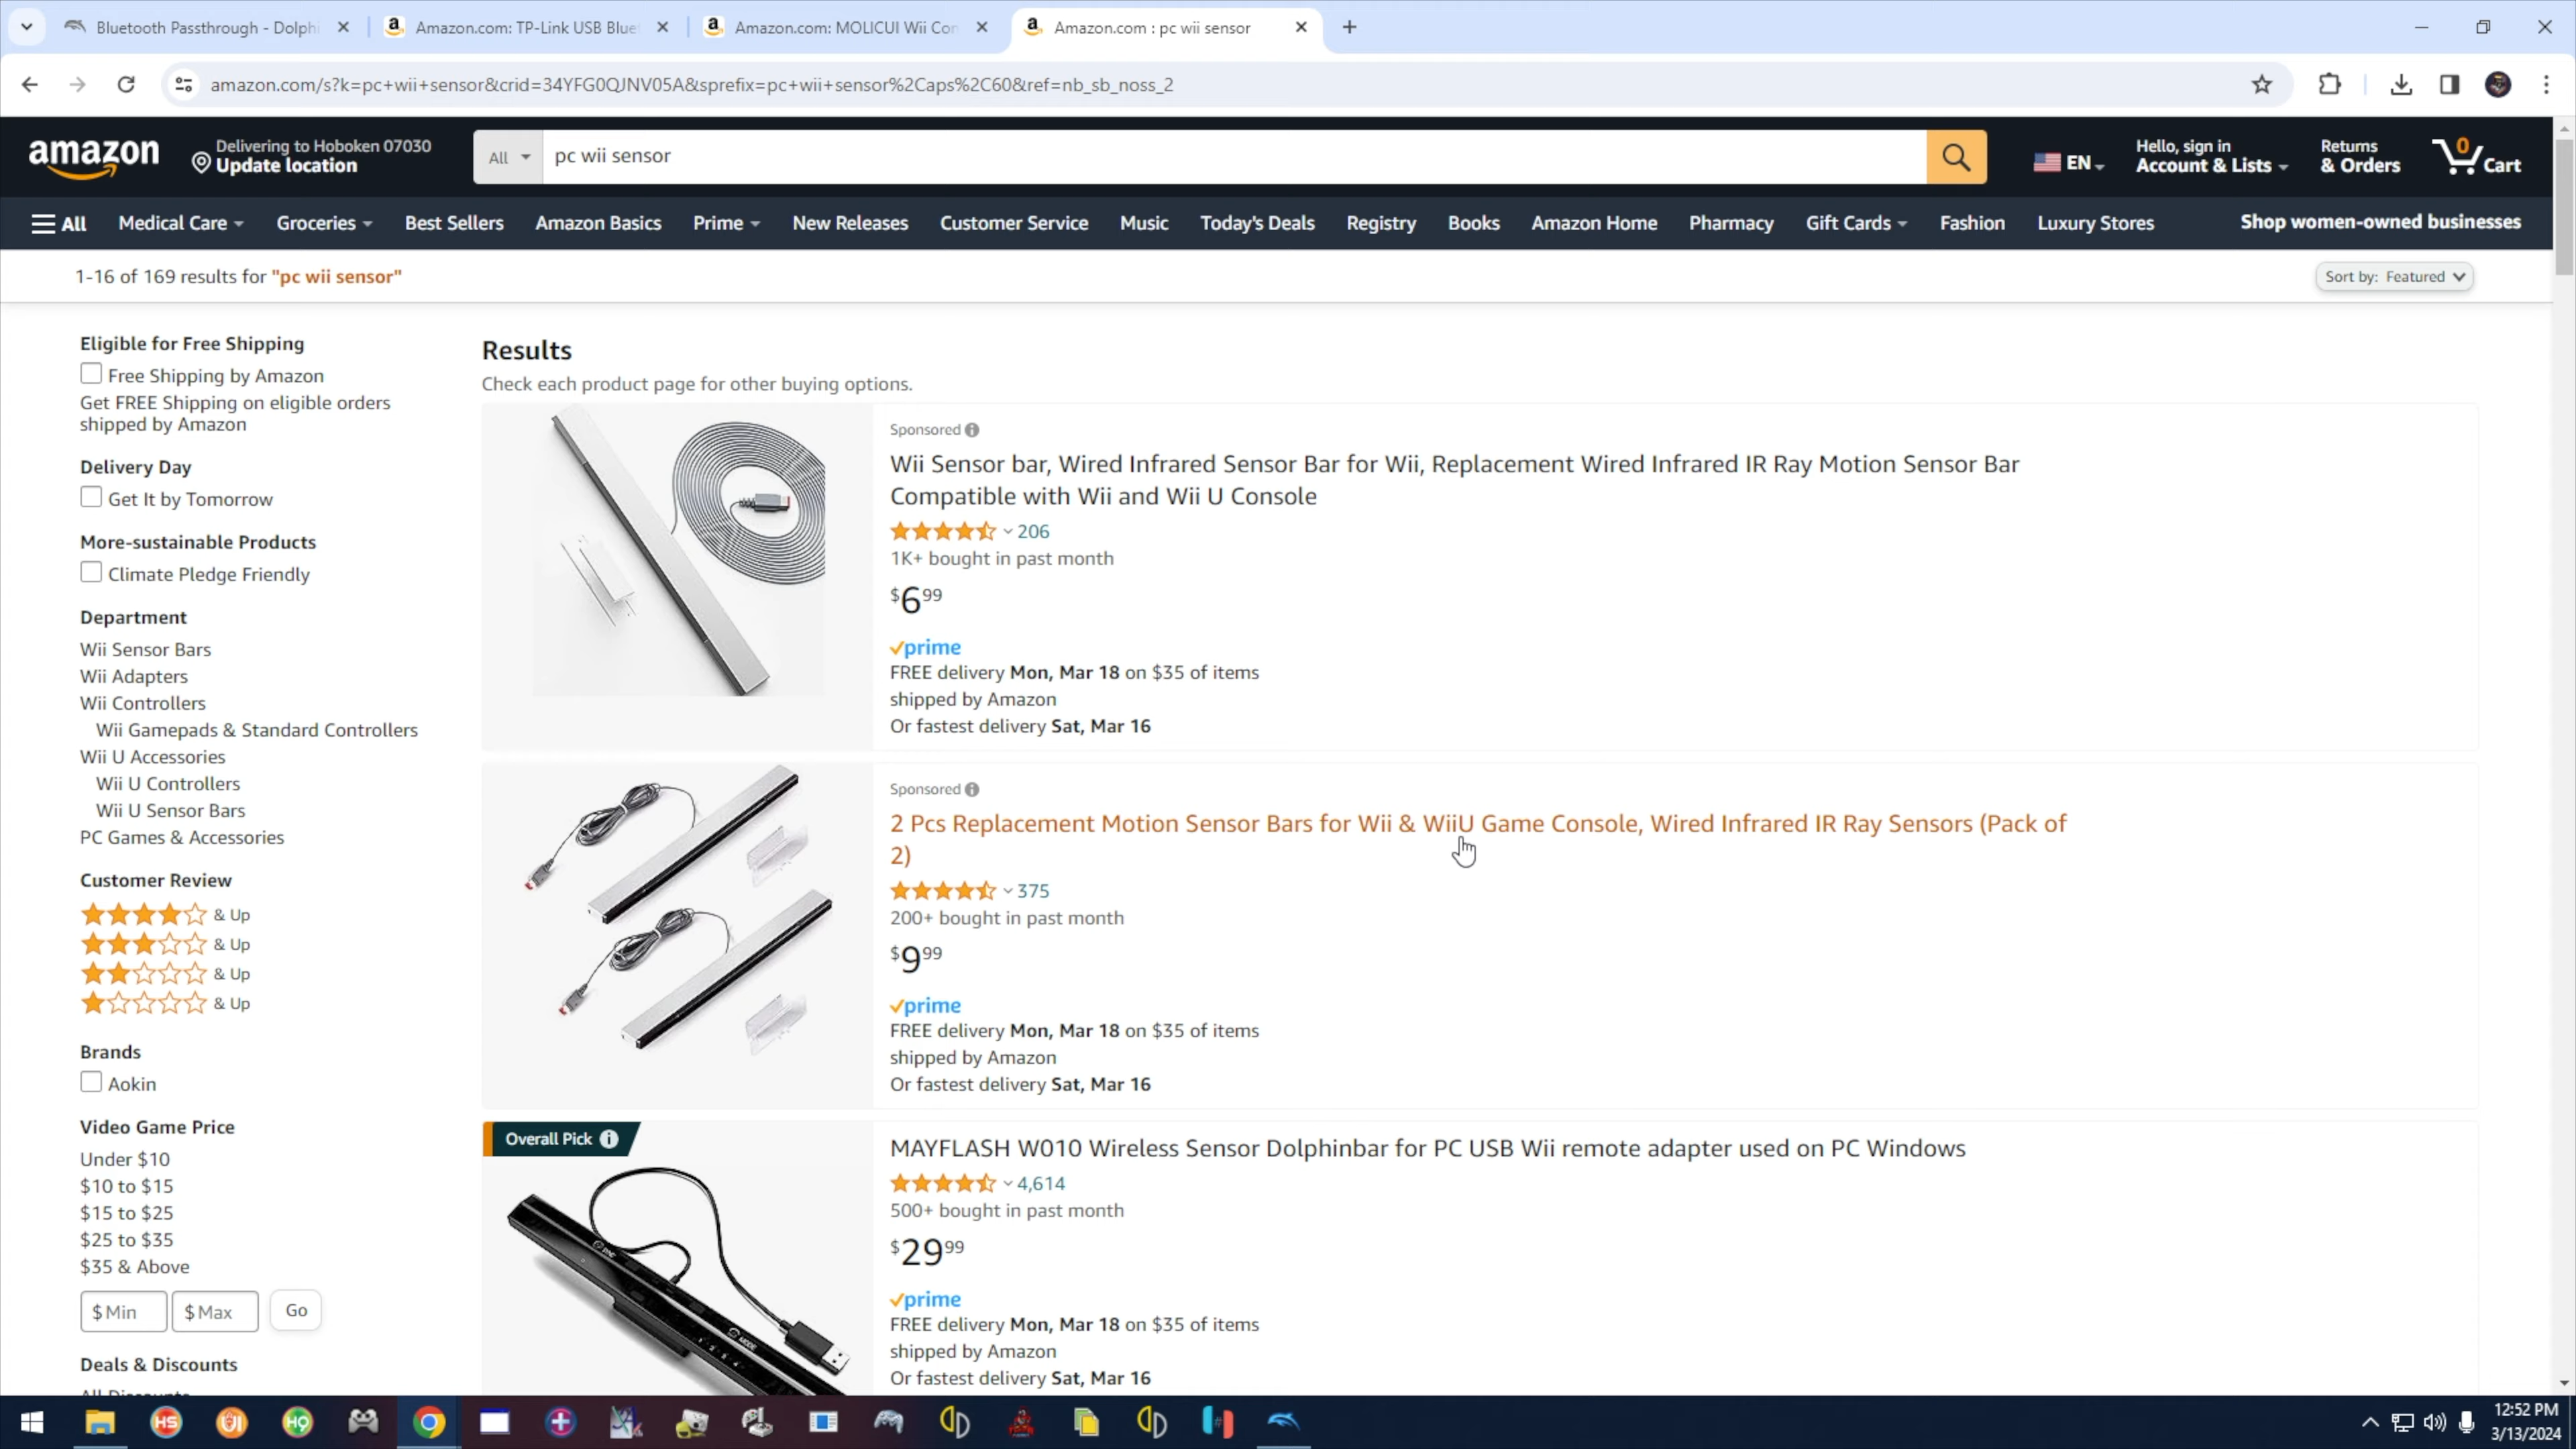 Bluetooth Passthrough - Dolphi
Amazon.com: TP-Link USB Bluet
Amazon.com: MOLICUI Wii Con
Amazon.com : pc wii sensor
amazon.com/s?k=pc+wii+sensor&crid=34YFG0QJNV05A&sprefix=pc+wii+sensor%2Caps%2C60&ref=nb_sb_noss_2
amazon
Delivering to Hoboken 07030
Update location
All
pc wii sensor
EN
Hello, sign in
Account & Lists
Returns
& Orders
0
Cart
All
Medical Care
Groceries
Best Sellers
Amazon Basics
Prime
New Releases
Customer Service
Music
Today's Deals
Registry
Books
Amazon Home
Pharmacy
Gift Cards
Fashion
Luxury Stores
Shop women-owned businesses
1-16 of 169 results for "pc wii sensor"
Sort by: Featured
Eligible for Free Shipping
Free Shipping by Amazon
Get FREE Shipping on eligible orders
shipped by Amazon
Delivery Day
Get It by Tomorrow
More-sustainable Products
Climate Pledge Friendly
Department
Wii Sensor Bars
Wii Adapters
Wii Controllers
Wii Gamepads & Standard Controllers
Wii U Accessories
Wii U Controllers
Wii U Sensor Bars
PC Games & Accessories
Customer Review
& Up
& Up
& Up
& Up
Brands
Aokin
Video Game Price
Under $10
$10 to $15
$15 to $25
$25 to $35
$35 & Above
$ Min
$ Max
Go
Deals & Discounts
All Discounts
Results
Check each product page for other buying options.
Sponsored
Wii Sensor bar, Wired Infrared Sensor Bar for Wii, Replacement Wired Infrared IR Ray Motion Sensor Bar
Compatible with Wii and Wii U Console
206
1K+ bought in past month
$6 99
prime
FREE delivery Mon, Mar 18 on $35 of items
shipped by Amazon
Or fastest delivery Sat, Mar 16
Sponsored
2 Pcs Replacement Motion Sensor Bars for Wii & WiiU Game Console, Wired Infrared IR Ray Sensors (Pack of
2)
375
200+ bought in past month
$9 99
prime
FREE delivery Mon, Mar 18 on $35 of items
shipped by Amazon
Or fastest delivery Sat, Mar 16
Overall Pick
MAYFLASH W010 Wireless Sensor Dolphinbar for PC USB Wii remote adapter used on PC Windows
4,614
500+ bought in past month
$29 99
prime
FREE delivery Mon, Mar 18 on $35 of items
shipped by Amazon
Or fastest delivery Sat, Mar 16
HS
HQ
12:52 PM
3/13/2024